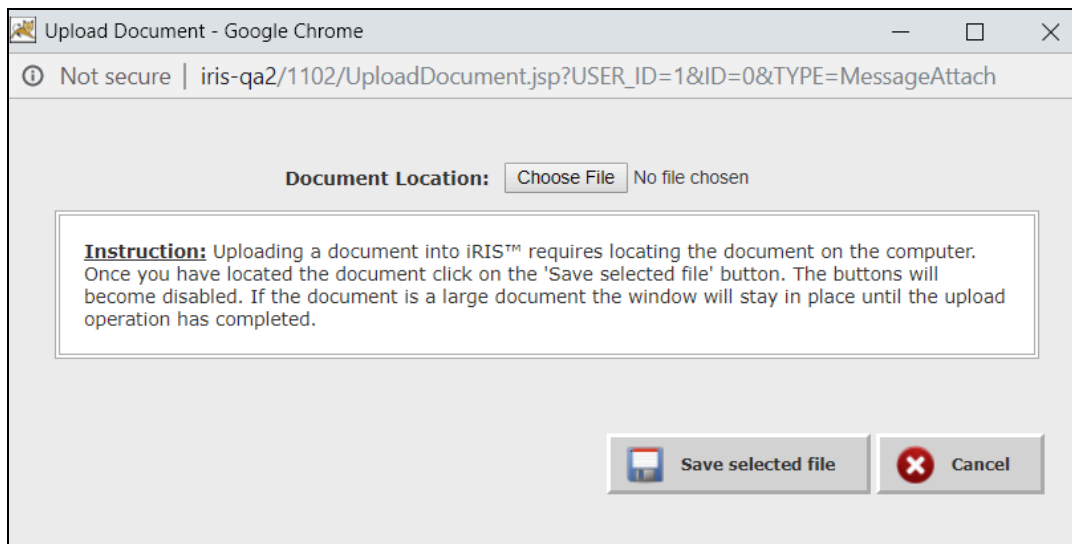 Upload Document - Google Chrome
Not secure | iris-qa2/1102/UploadDocument.jsp?USER_ID=1&ID=0&TYPE=MessageAttach
Document Location: Choose File No file chosen
Instruction: Uploading a document into iRIS™ requires locating the document on the computer.
Once you have located the document click on the 'Save selected file' button. The buttons will
become disabled. If the document is a large document the window will stay in place until the upload
operation has completed.
Save selected file Cancel